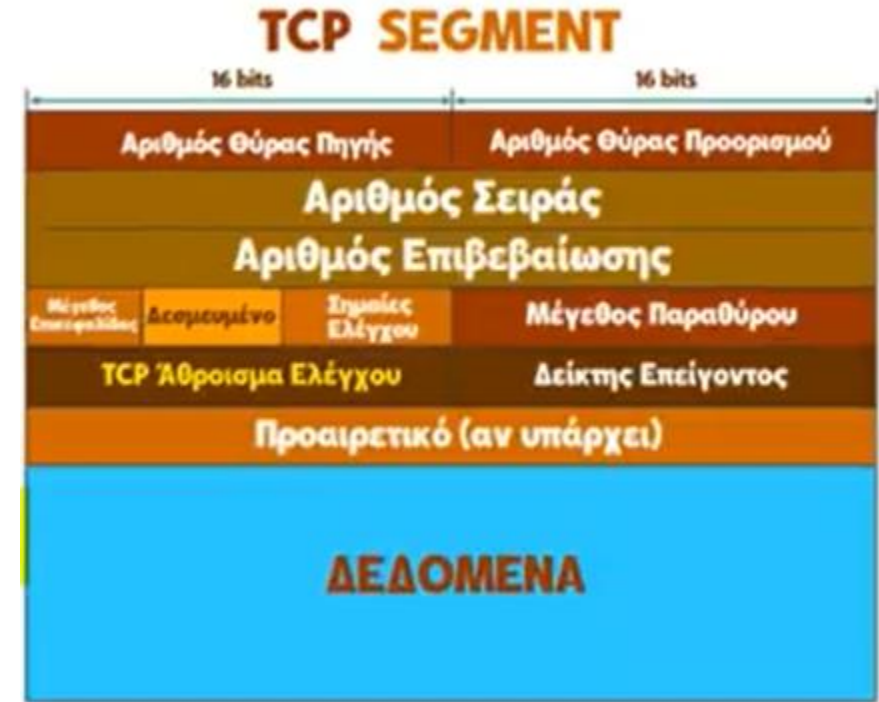 TCP SEGMENT
16 bits 16 bits
Αριθμός Θύρας Πηγής Αριθμός Θύρας Προορισμού
Αριθμός Σειράς
Αριθμός Επιβεβαίωσης
Μέγεθος Επικεφαλίδας Δεσμευμένο Σημαίες Ελέγχου Μέγεθος Παραθύρου
TCP Άθροισμα Ελέγχου Δείκτης Επείγοντος
Προαιρετικό (αν υπάρχει)
ΔΕΔΟΜΕΝΑ